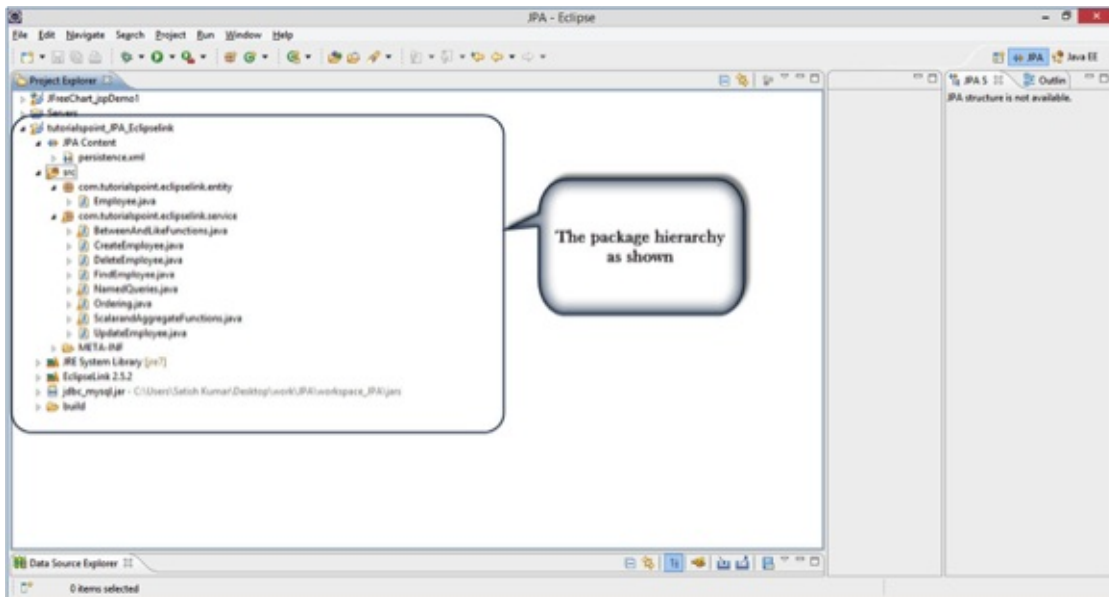 JPA - Eclipse
File Edit Navigate Search Project Run Window Help
JPA Java EE
Project Explorer
JPA S Outlin
JPA structure is not available.
JFreeChart_jspDemo1
Servers
tutorialspoint_JPA_Eclipselink
JPA Content
persistence.xml
src
com.tutorialspoint.eclipselink.entity
Employee.java
com.tutorialspoint.eclipselink.service
BetweenAndLikeFunctions.java
CreateEmployee.java
DeleteEmployee.java
FindEmployee.java
NamedQueries.java
Ordering.java
ScalarandAggregateFunctions.java
UpdateEmployee.java
META-INF
JRE System Library [jre7]
EclipseLink 2.5.2
jdbc_mysql.jar - C:\Users\Satish Kumar\Desktop\work\JPA\workspace_JPA\jars
build
The package hierarchy
as shown
Data Source Explorer
0 items selected